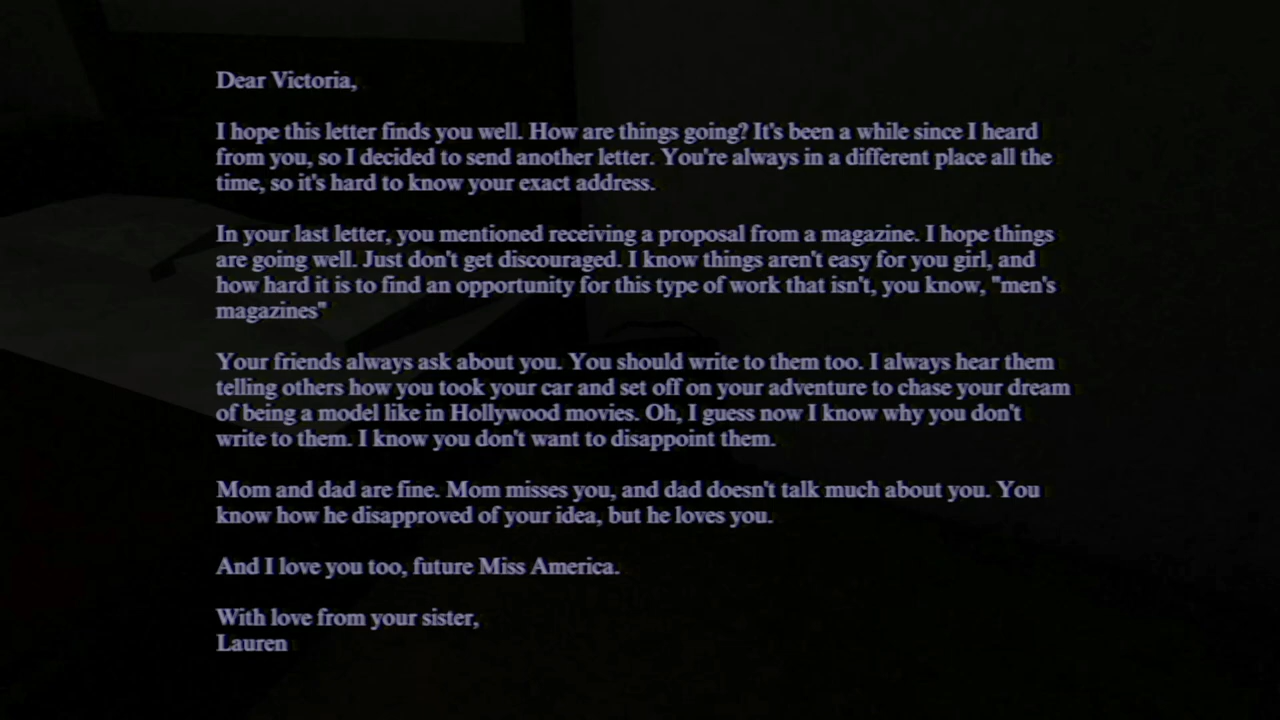 Dear Victoria,
I hope this letter finds you well. How are things going? It's been a while since I heard
from you, so I decided to send another letter. You're always in a different place all the
time, so it's hard to know your exact address.
In your last letter, you mentioned receiving a proposal from a magazine. I hope things
are going well. Just don't get discouraged. I know things aren't easy for you girl, and
how hard it is to find an opportunity for this type of work that isn't, you know, "men's
magazines"
Your friends always ask about you. You should write to them too. I always hear them
telling others how you took your car and set off on your adventure to chase your dream
of being a model like in Hollywood movies. Oh, I guess now I know why you don't
write to them. I know you don't want to disappoint them.
Mom and dad are fine. Mom misses you, and dad doesn't talk much about you. You
know how he disapproved of your idea, but he loves you.
And I love you too, future Miss America.
With love from your sister,
Lauren